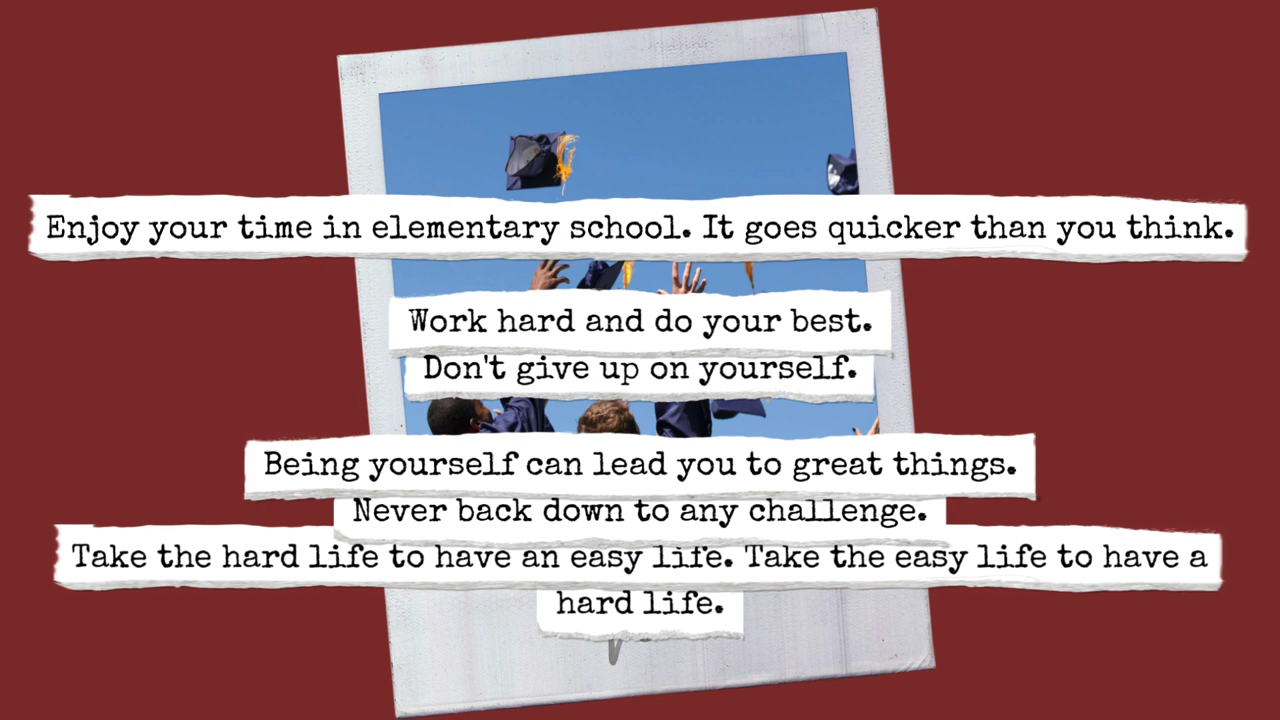 Enjoy your time in elementary school. It goes quicker than you think.
Work hard and do your best.
Don't give up on yourself.
Being yourself can lead you to great things.
Never back down to any challenge.
Take the hard life to have an easy life. Take the easy life to have a
hard life.